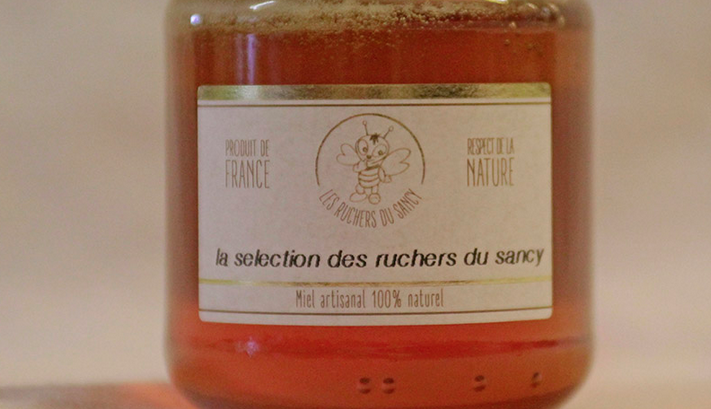 PRODUIT DE
FRANCE
LES RUCHERS DU SANCY
RESPECT DE LA
NATURE
la selection des ruchers du sancy
Miel artisanal 100% naturel